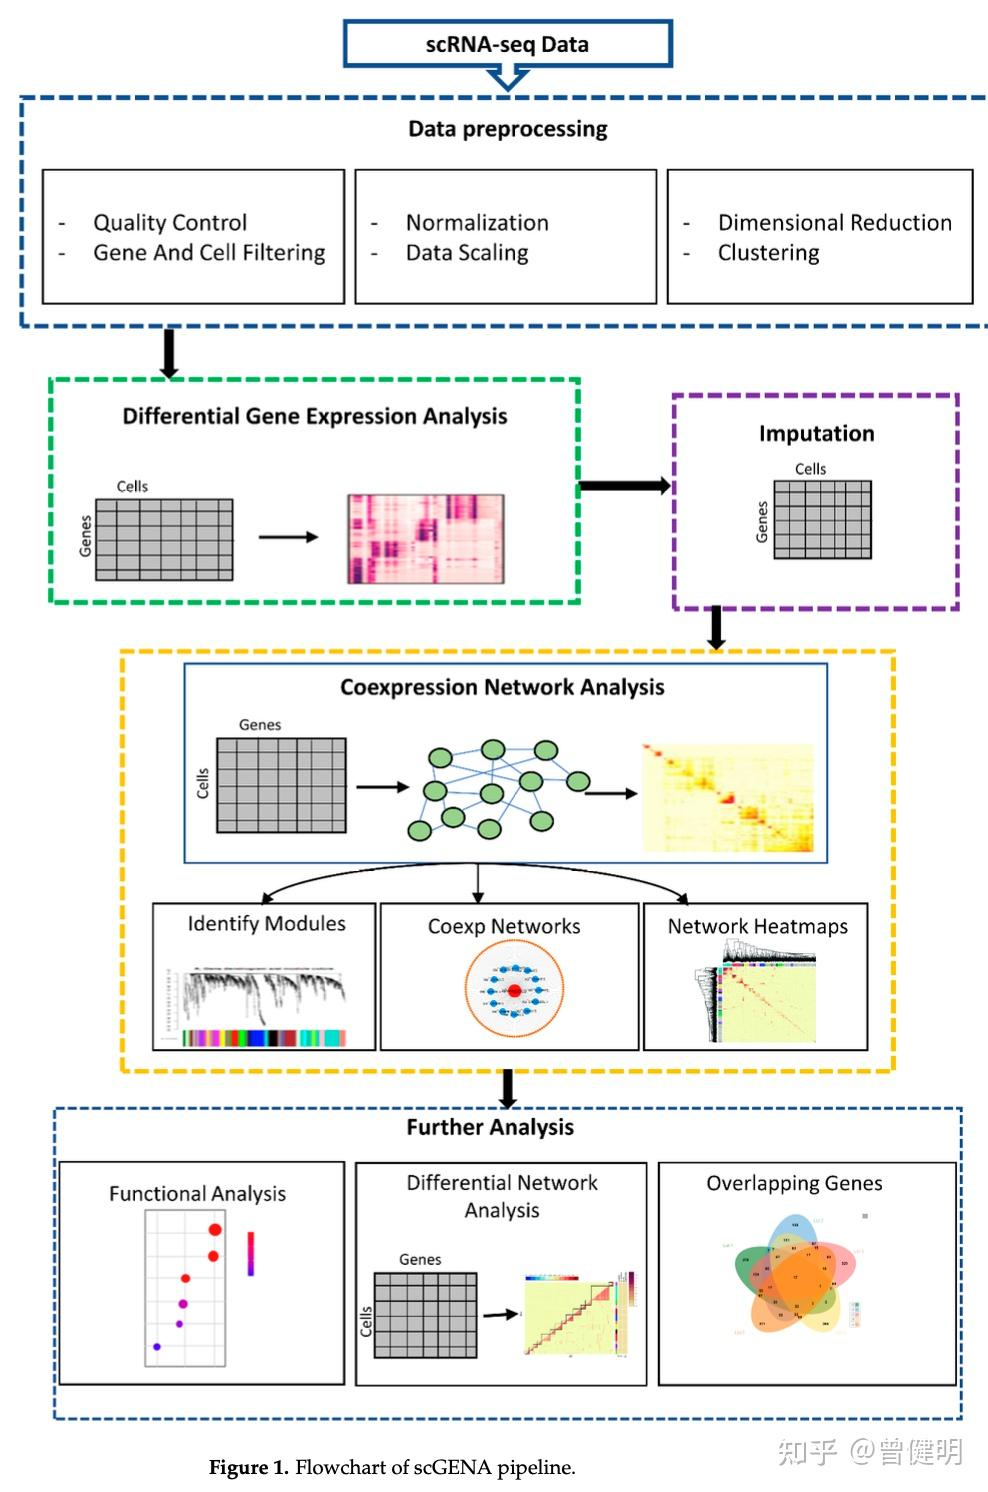 scRNA-seq Data
Data preprocessing
- Quality Control
- Gene And Cell Filtering
- Normalization
- Data Scaling
- Dimensional Reduction
- Clustering
Differential Gene Expression Analysis
Cells
Genes
Imputation
Cells
Genes
Coexpression Network Analysis
Genes
Cells
Identify Modules
Coexp Networks
Network Heatmaps
Further Analysis
Functional Analysis
Differential Network
Analysis
Genes
Cells
Overlapping Genes
知乎 @曾健明
Figure 1. Flowchart of scGENA pipeline.